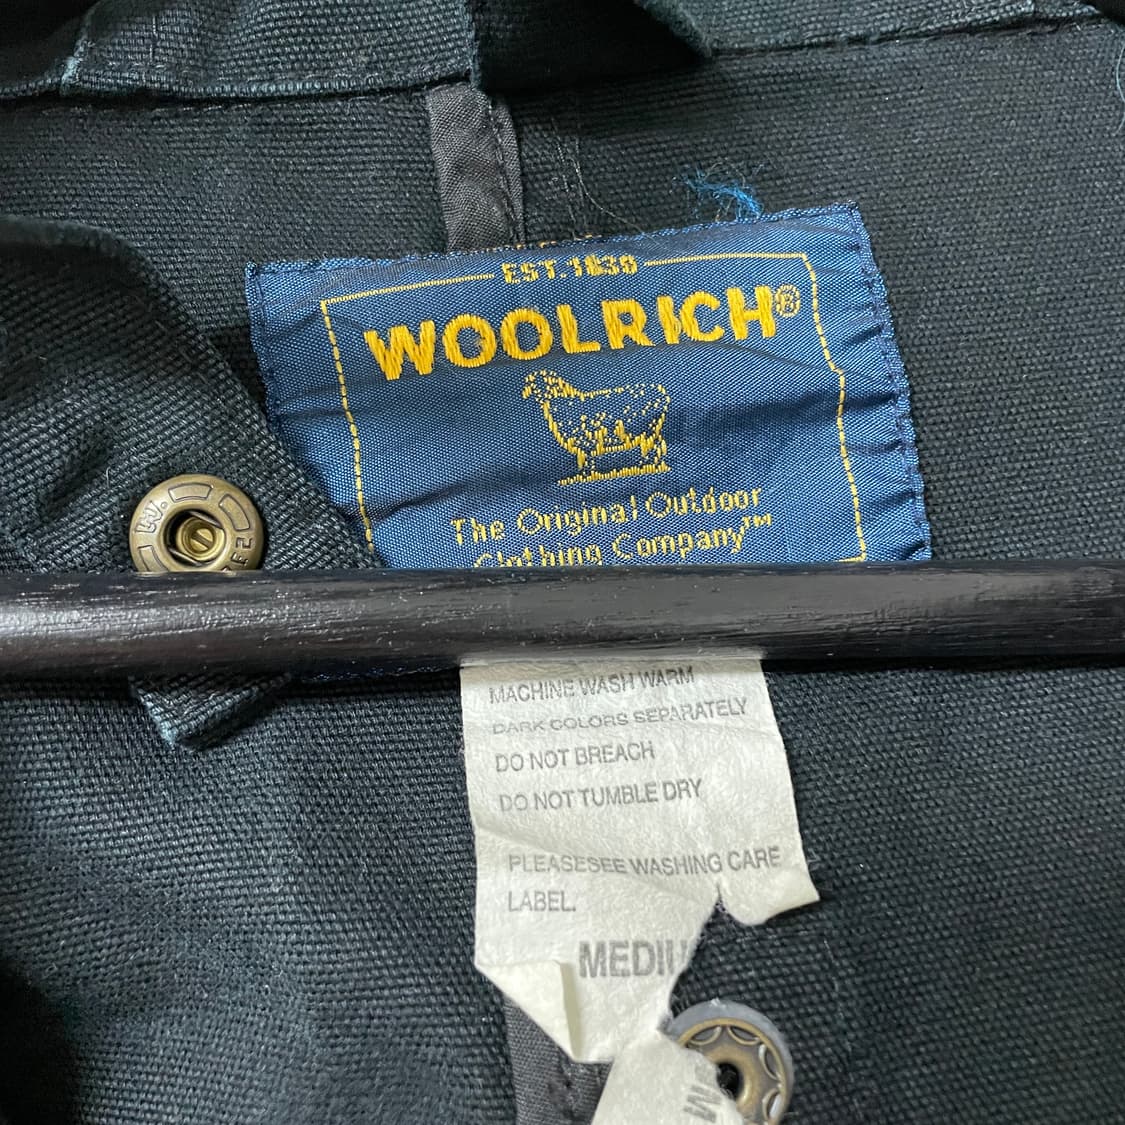 EST.1830
WOOLRICH®
The Original Outdoor
Clothing Company™
MACHINE WASH WARM
DARK COLORS SEPARATELY
DO NOT BREACH
DO NOT TUMBLE DRY
PLEASESEE WASHING CARE
LABEL.
MEDIU
W.
M